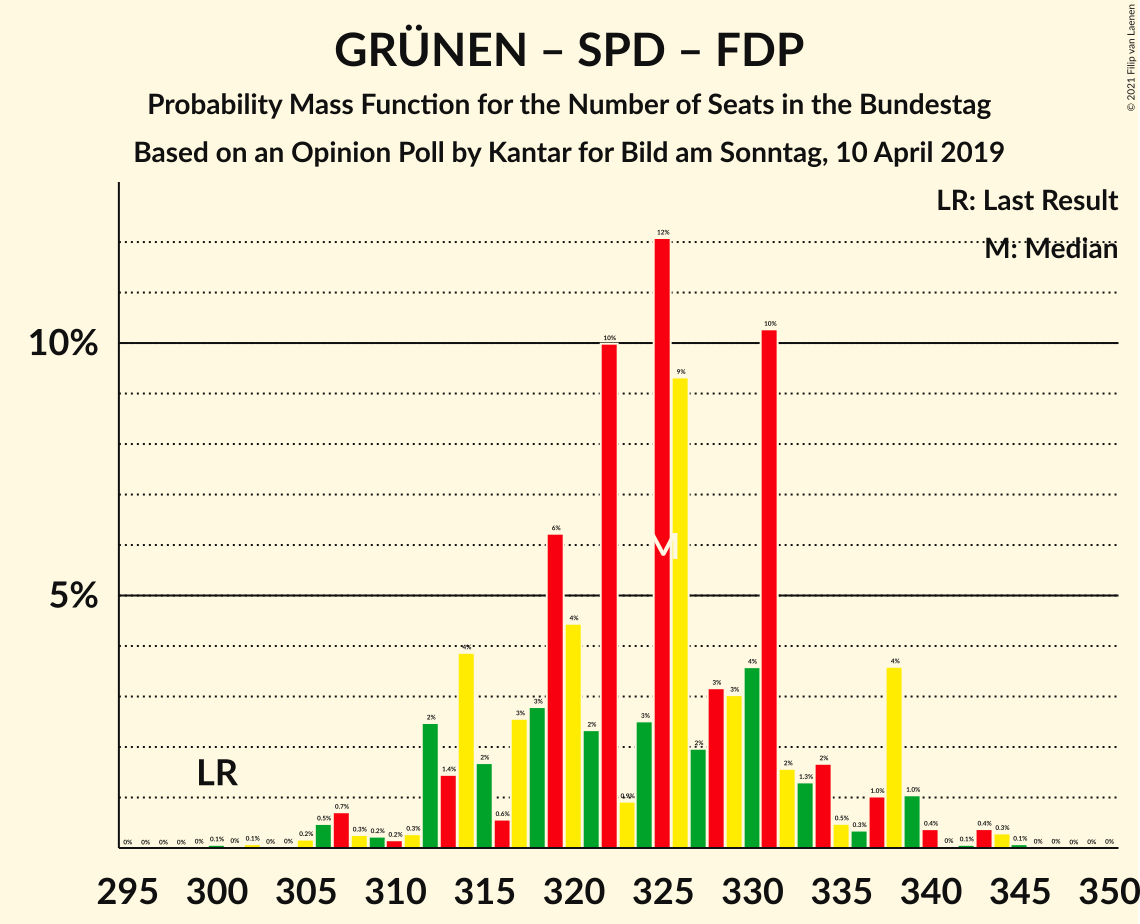 GRÜNEN – SPD – FDP
Probability Mass Function for the Number of Seats in the Bundestag
Based on an Opinion Poll by Kantar for Bild am Sonntag, 10 April 2019
© 2021 Filip van Laenen
LR: Last Result
M: Median
10%
5%
LR
M
0% 0% 0% 0% 0% 0.1% 0% 0.1% 0% 0% 0.2% 0.5% 0.7% 0.3% 0.2% 0.2% 0.3% 2% 1.4% 4% 2% 0.6% 3% 3% 6% 4% 2% 10% 0.9% 3% 12% 9% 2% 3% 3% 4% 10% 2% 1.3% 2% 0.5% 0.3% 1.0% 4% 1.0% 0.4% 0% 0.1% 0.4% 0.3% 0.1% 0% 0% 0% 0% 0%
295 300 305 310 315 320 325 330 335 340 345 350